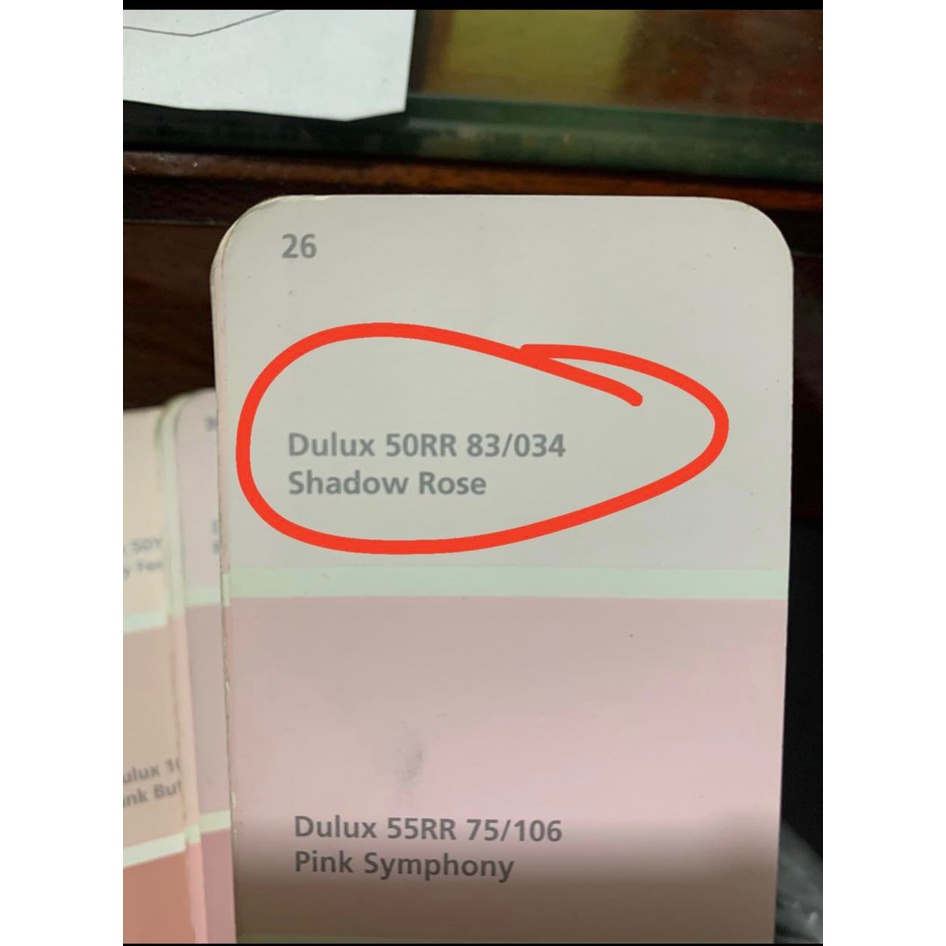 26
Dulux 50RR 83/034
Shadow Rose
Dulux 55RR 75/106
Pink Symphony